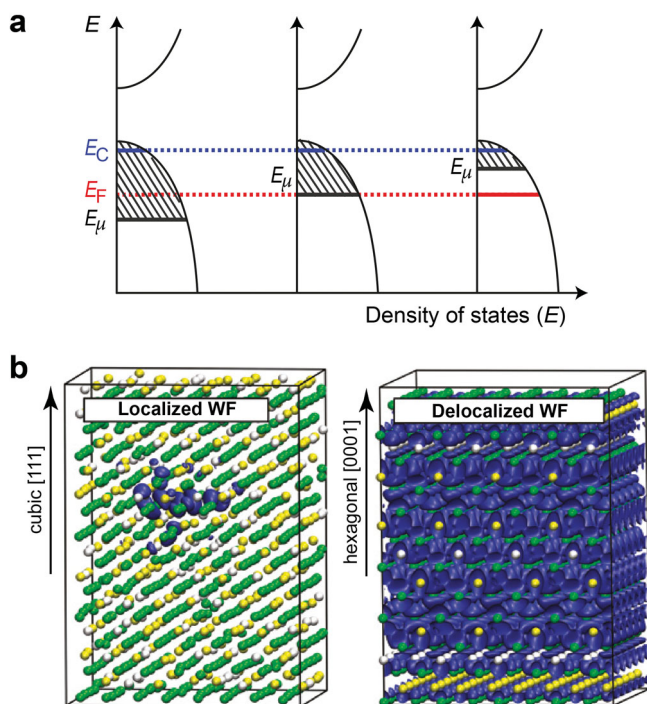 a
E
E_C
E_μ
E_μ
E_F
E_μ
Density of states (E)
b
Localized WF
Delocalized WF
cubic [111]
hexagonal [0001]